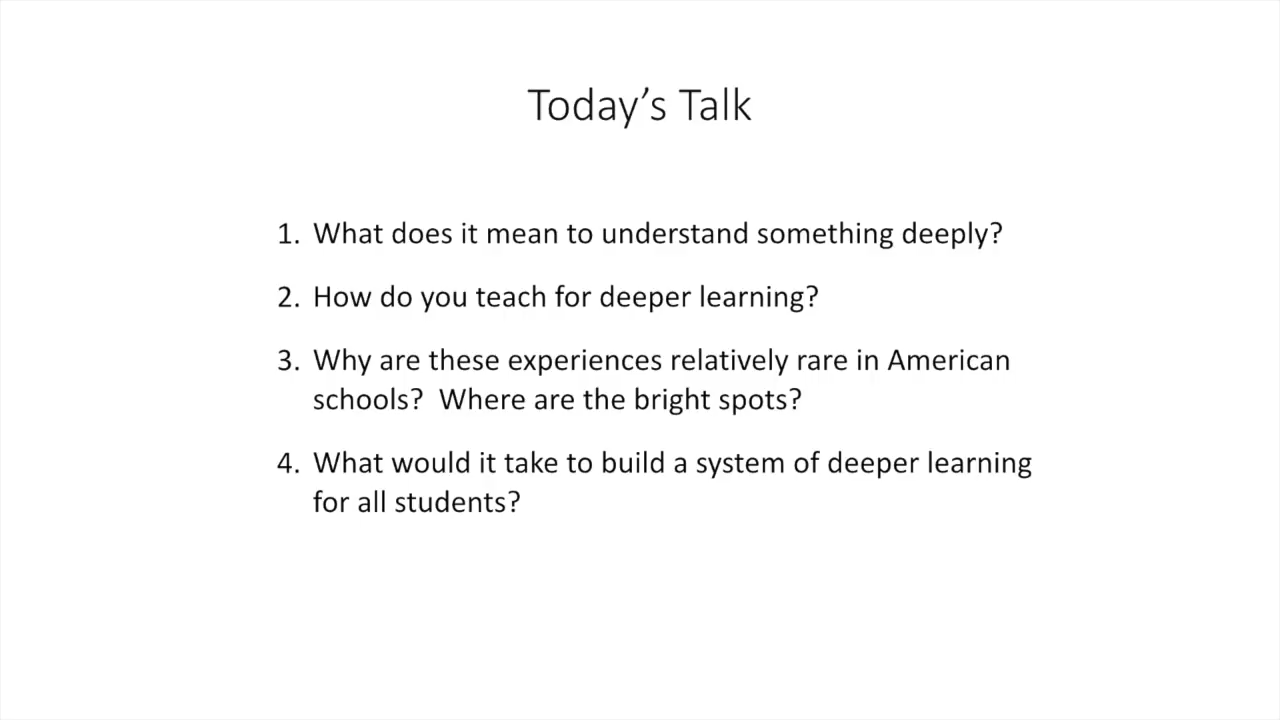 Today’s Talk
1. What does it mean to understand something deeply?
2. How do you teach for deeper learning?
3. Why are these experiences relatively rare in American
schools?  Where are the bright spots?
4. What would it take to build a system of deeper learning
for all students?